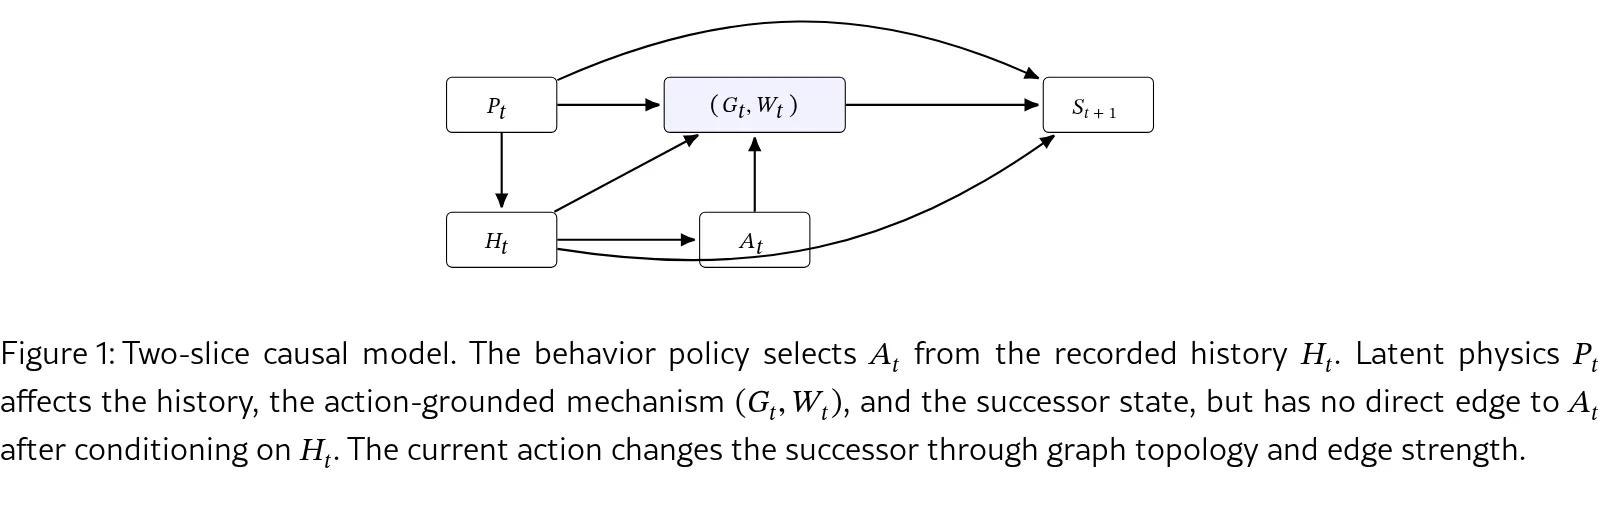 P_t
(G_t, W_t)
S_{t+1}
H_t
A_t
Figure 1: Two-slice causal model. The behavior policy selects A_t from the recorded history H_t. Latent physics P_t
affects the history, the action-grounded mechanism (G_t, W_t), and the successor state, but has no direct edge to A_t
after conditioning on H_t. The current action changes the successor through graph topology and edge strength.